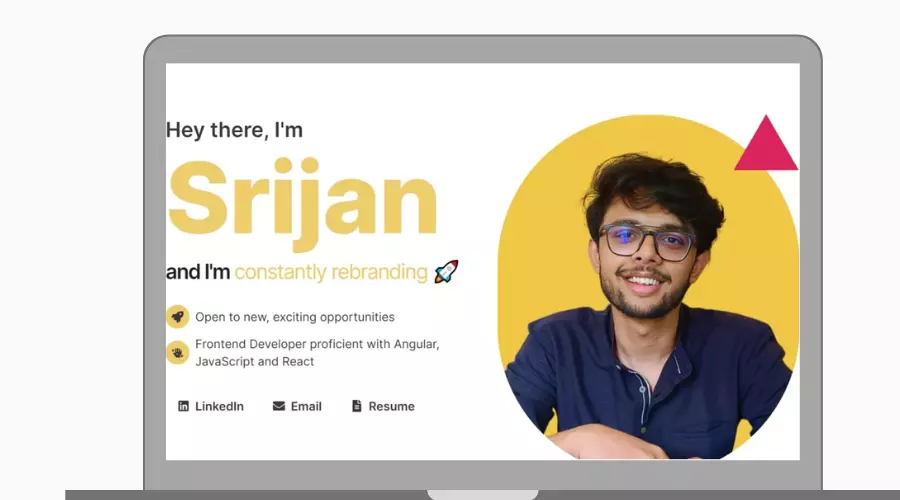 Hey there, I'm
Srijan
and I'm constantly rebranding 🚀
Open to new, exciting opportunities
Frontend Developer proficient with Angular,
JavaScript and React
LinkedIn Email Resume